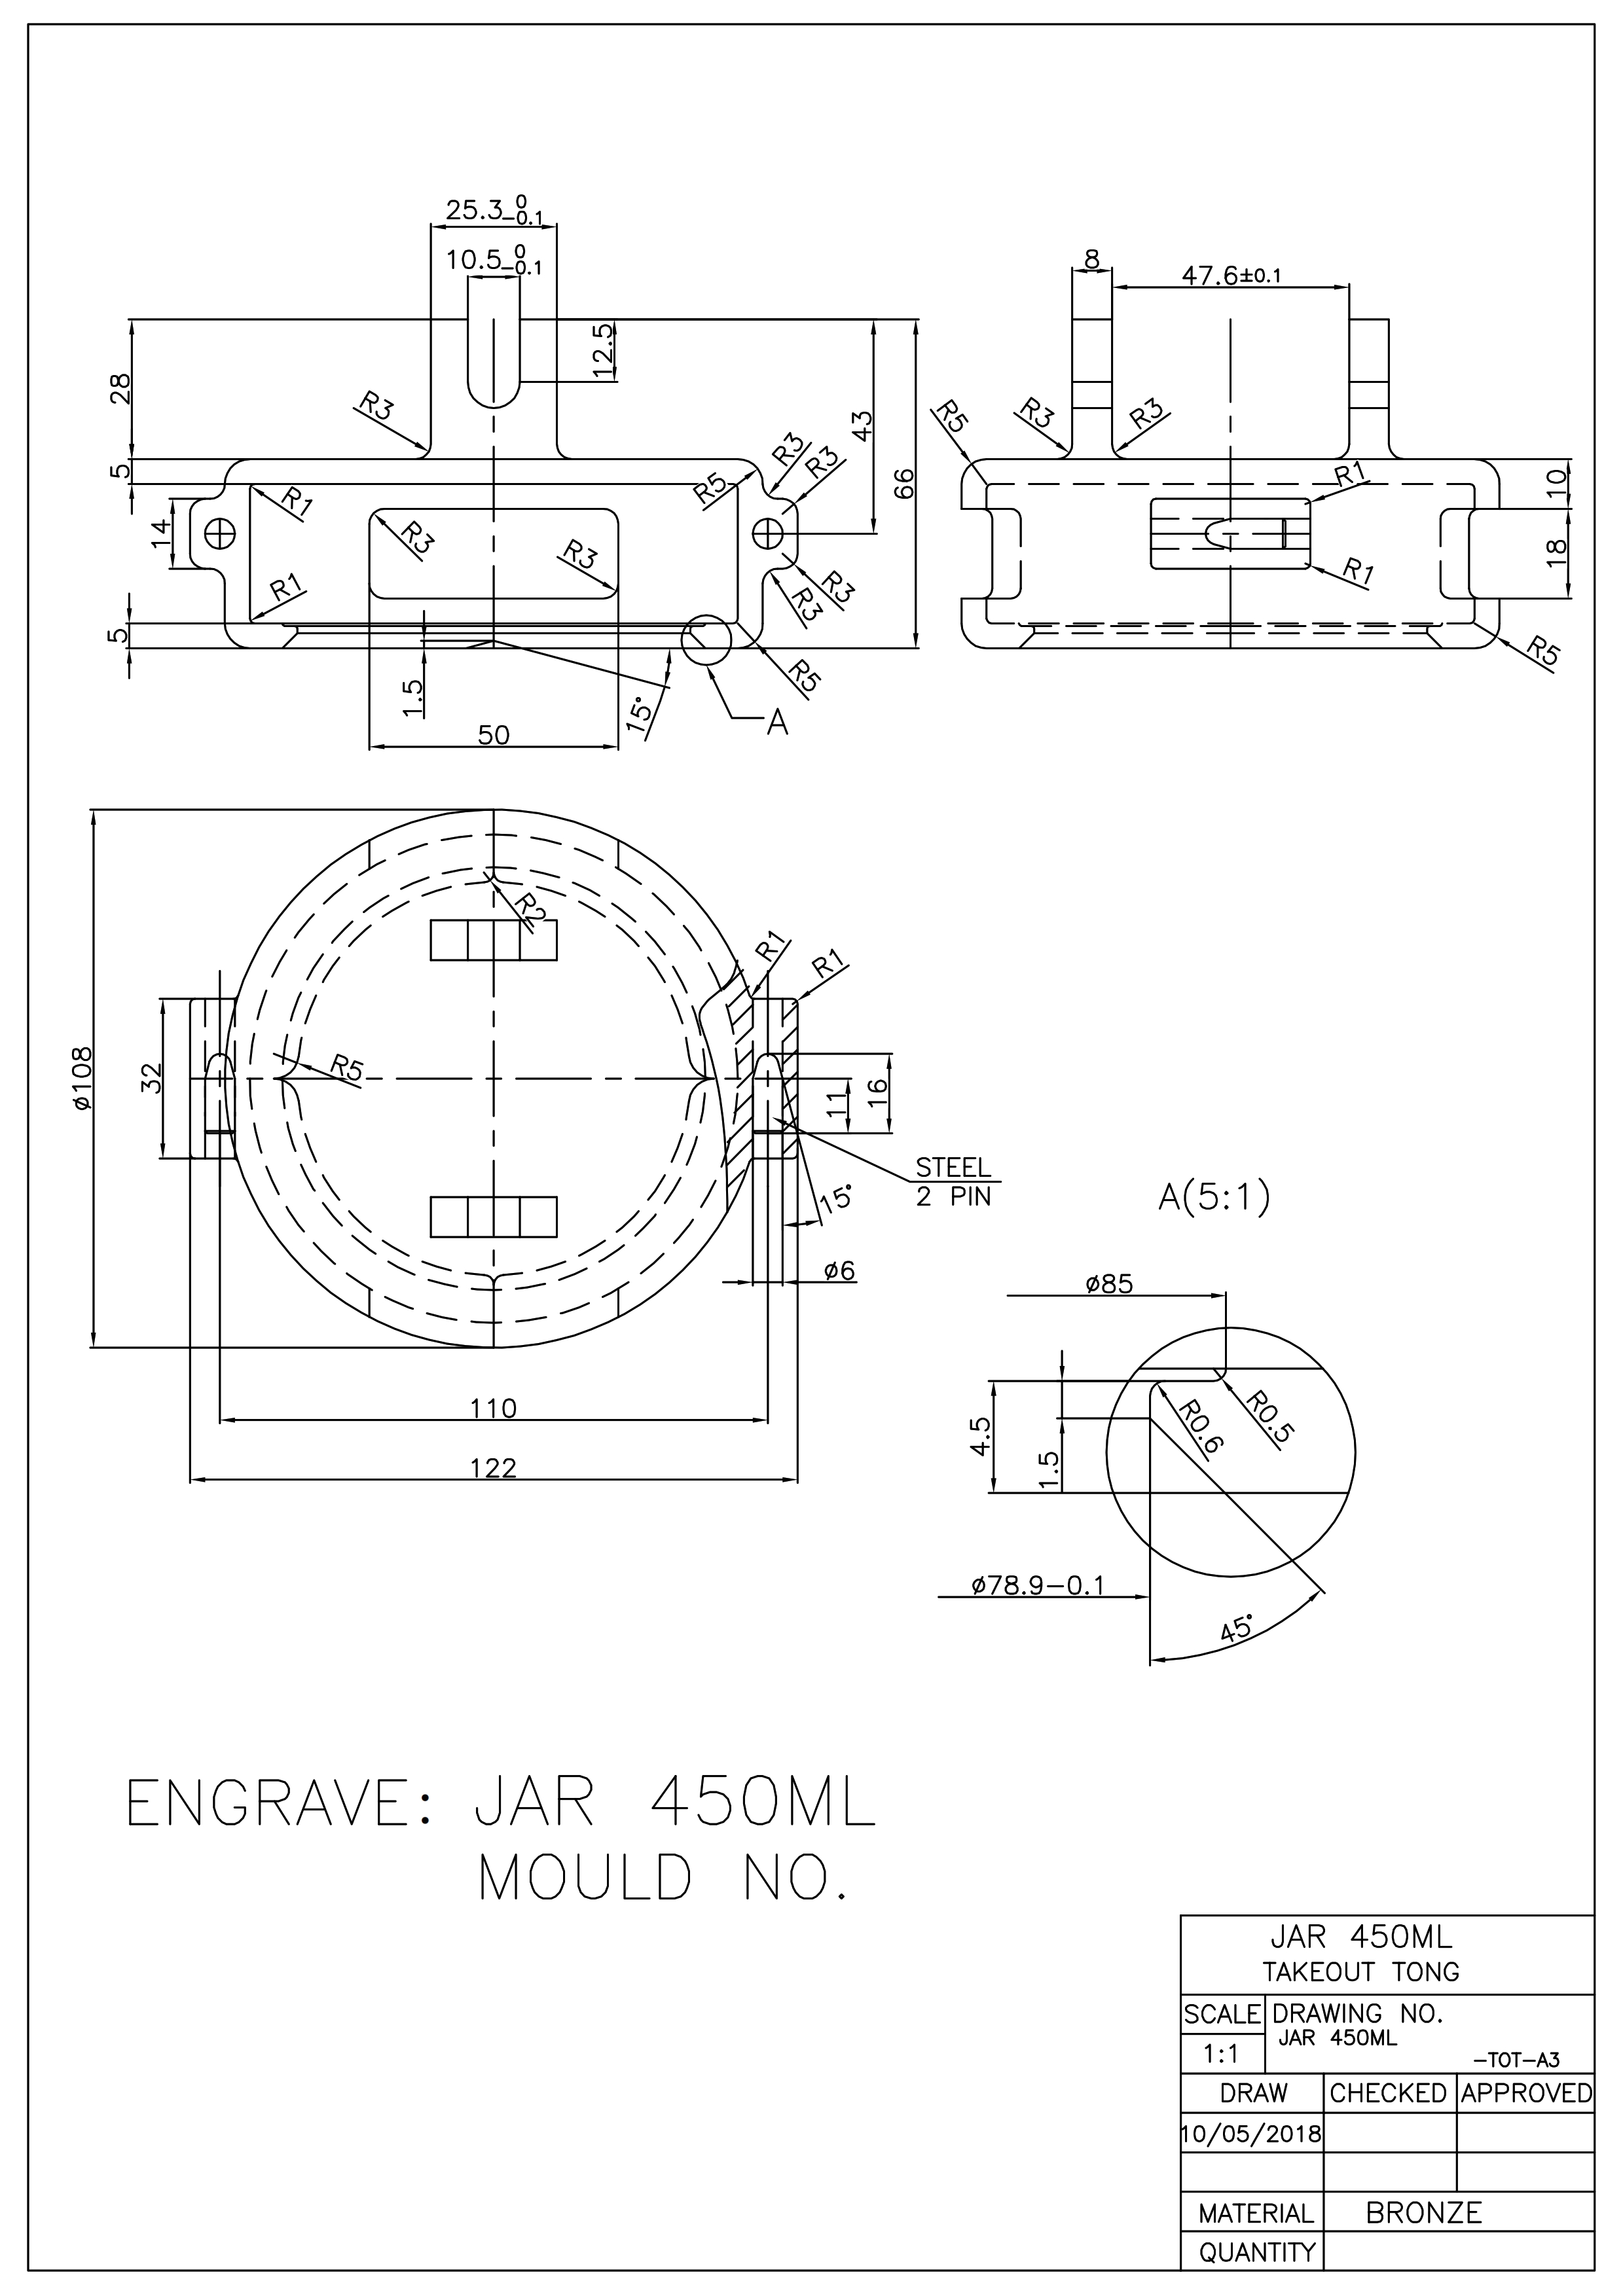 25.3 0 -0.1
10.5 0 -0.1
8
47.6±0.1
28
12.5
R3
43
66
R5
R3
R3
5
R3
R3
R5
R1
R1
10
14
R3
R3
18
R1
R3
R3
R1
5
R5
R5
1.5
15°
A
50
ø108
R2
R1
R1
32
R5
11
16
STEEL
2 PIN
15°
A(5:1)
ø6
ø85
110
4.5
1.5
R0.6
R0.5
122
ø78.9-0.1
45°
ENGRAVE: JAR 450ML
MOULD NO.
JAR 450ML
TAKEOUT TONG
SCALE
DRAWING NO.
JAR 450ML
1:1
-TOT-A3
DRAW
CHECKED
APPROVED
10/05/2018
MATERIAL
BRONZE
QUANTITY